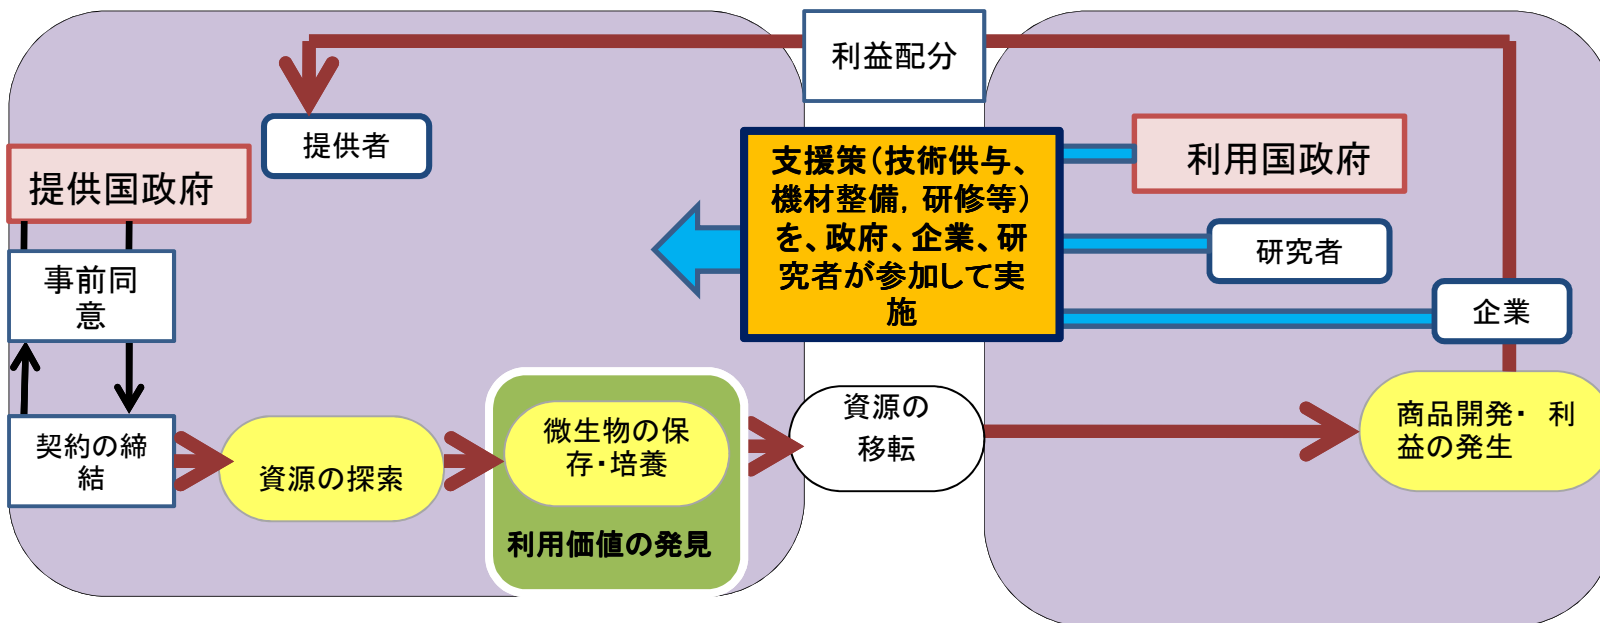 利益配分
提供者
提供国政府
支援策(技術供与、
機材整備, 研修等)
を、政府、企業、研
究者が参加して実
施
利用国政府
研究者
企業
事前同
意
契約の締
結
資源の探索
微生物の保
存・培養
利用価値の発見
資源の
移転
商品開発・ 利
益の発生